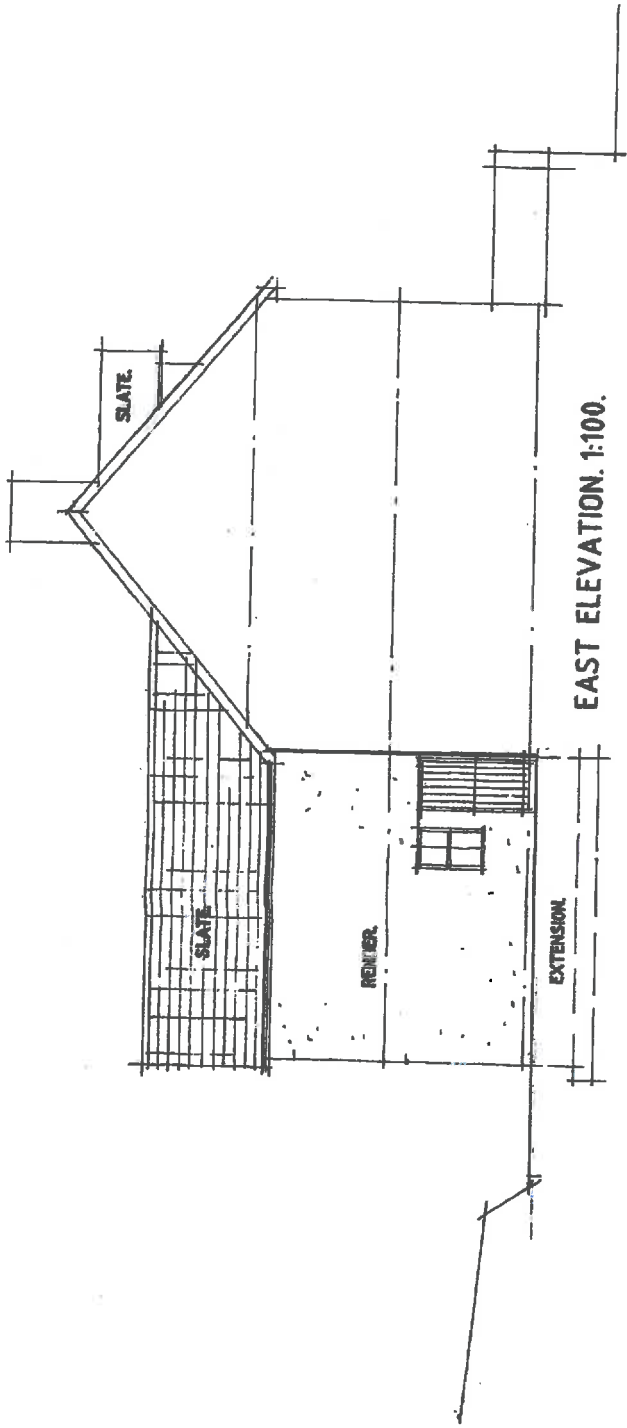 SLATE.
SLATE.
RENDER.
EXTENSION.
EAST ELEVATION. 1:100.